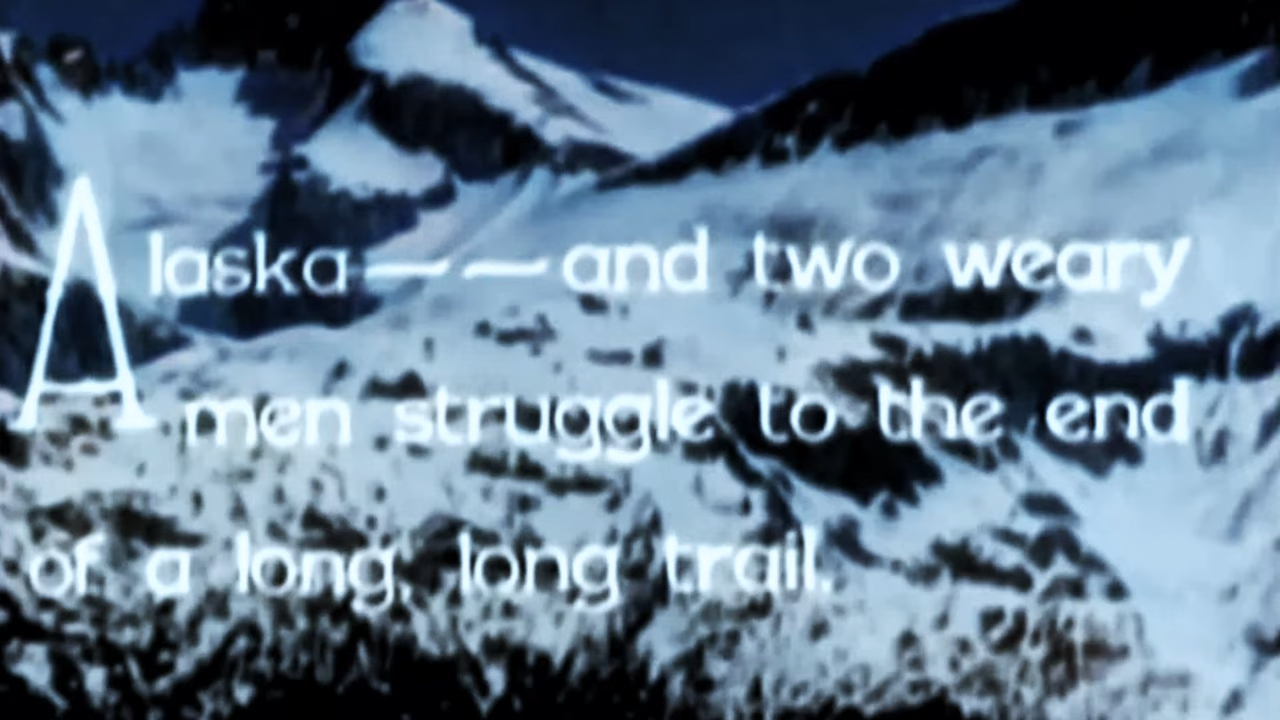 Alaska — — and two weary
men struggle to the end
of a long, long trail.